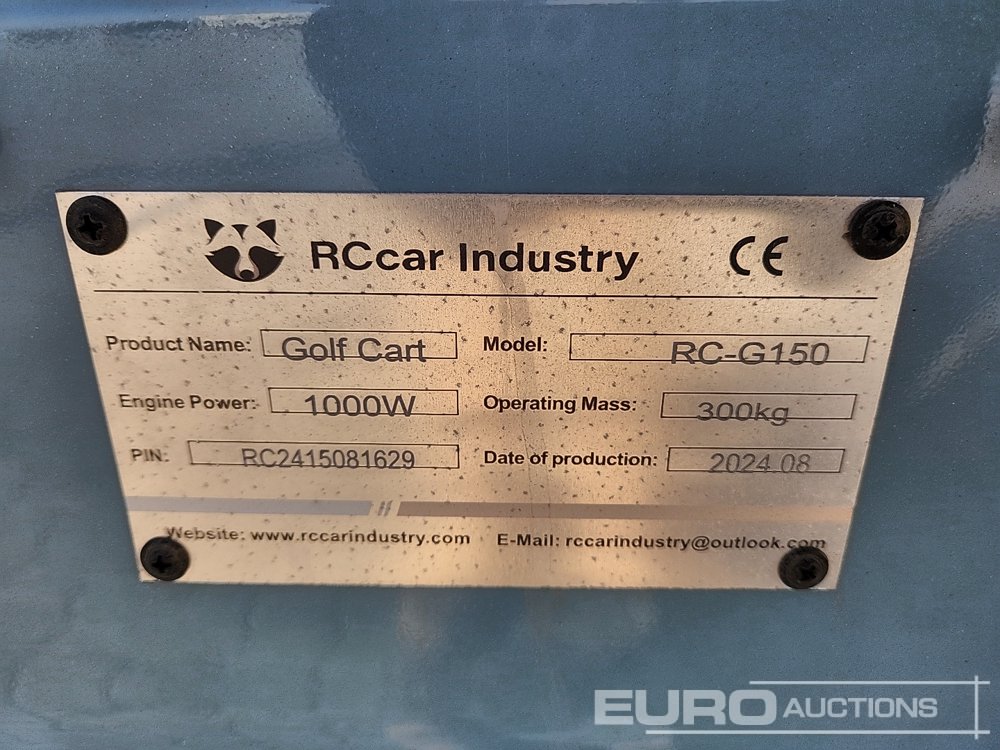 RCcar Industry CE
Product Name: Golf Cart Model: RC-G150
Engine Power: 1000W Operating Mass: 300kg
PIN: RC2415081629 Date of production: 2024.08
Website: www.rccarindustry.com E-Mail: rccarindustry@outlook.com
EURO AUCTIONS